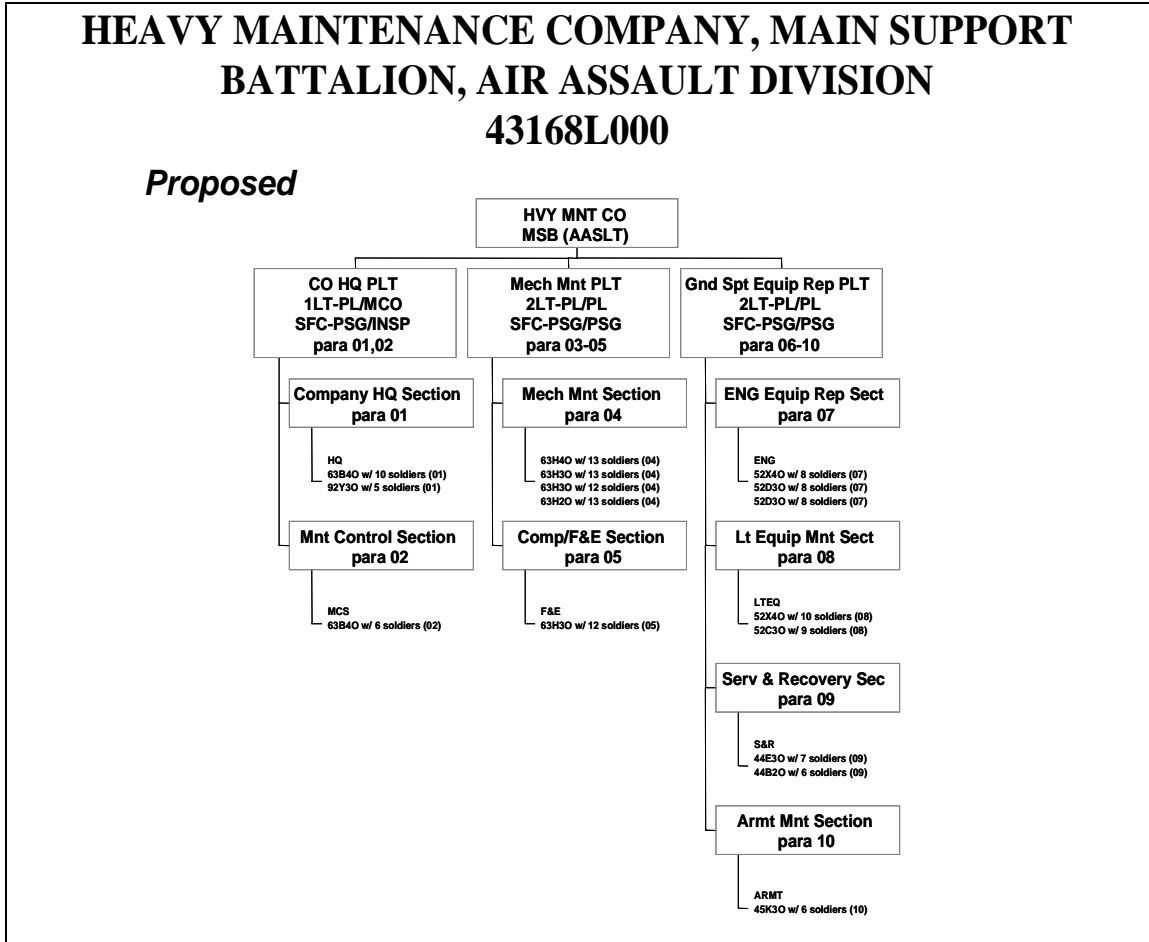 HEAVY MAINTENANCE COMPANY, MAIN SUPPORT
BATTALION, AIR ASSAULT DIVISION
43168L000
Proposed
HVY MNT CO
MSB (AASLT)
CO HQ PLT
1LT-PL/MCO
SFC-PSG/INSP
para 01,02
Company HQ Section
para 01
HQ
63B4O w/ 10 soldiers (01)
92Y3O w/ 5 soldiers (01)
Mnt Control Section
para 02
MCS
63B4O w/ 6 soldiers (02)
Mech Mnt PLT
2LT-PL/PL
SFC-PSG/PSG
para 03-05
Mech Mnt Section
para 04
63H4O w/ 13 soldiers (04)
63H3O w/ 13 soldiers (04)
63H3O w/ 12 soldiers (04)
63H2O w/ 13 soldiers (04)
Comp/F&E Section
para 05
F&E
63H3O w/ 12 soldiers (05)
Gnd Spt Equip Rep PLT
2LT-PL/PL
SFC-PSG/PSG
para 06-10
ENG Equip Rep Sect
para 07
ENG
52X4O w/ 8 soldiers (07)
52D3O w/ 8 soldiers (07)
52D3O w/ 8 soldiers (07)
Lt Equip Mnt Sect
para 08
LTEQ
52X4O w/ 10 soldiers (08)
52C3O w/ 9 soldiers (08)
Serv & Recovery Sec
para 09
S&R
44E3O w/ 7 soldiers (09)
44B2O w/ 6 soldiers (09)
Armt Mnt Section
para 10
ARMT
45K3O w/ 6 soldiers (10)